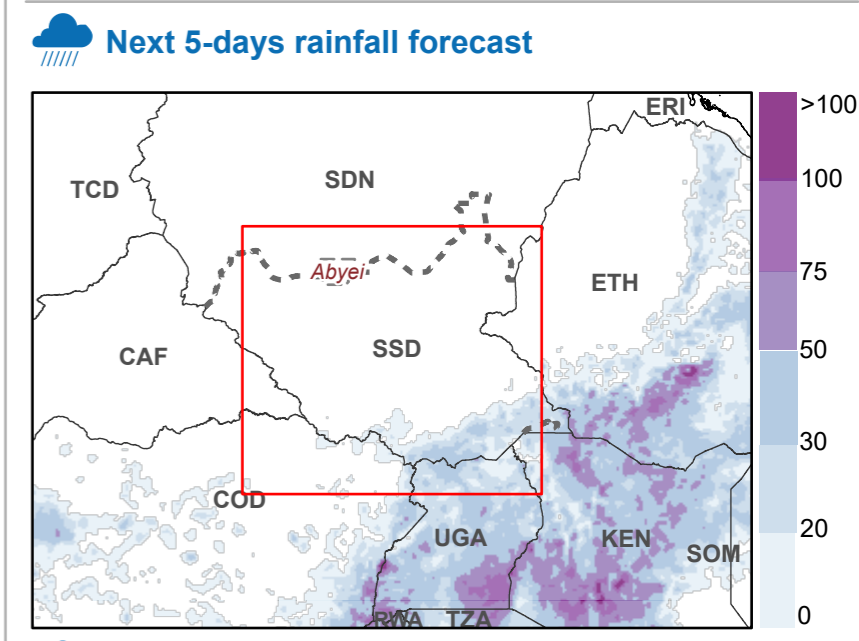 Next 5-days rainfall forecast
ERI
>100
TCD
SDN
100
Abyei
75
ETH
CAF
SSD
50
30
COD
UGA
KEN
SOM
20
RWA
TZA
0